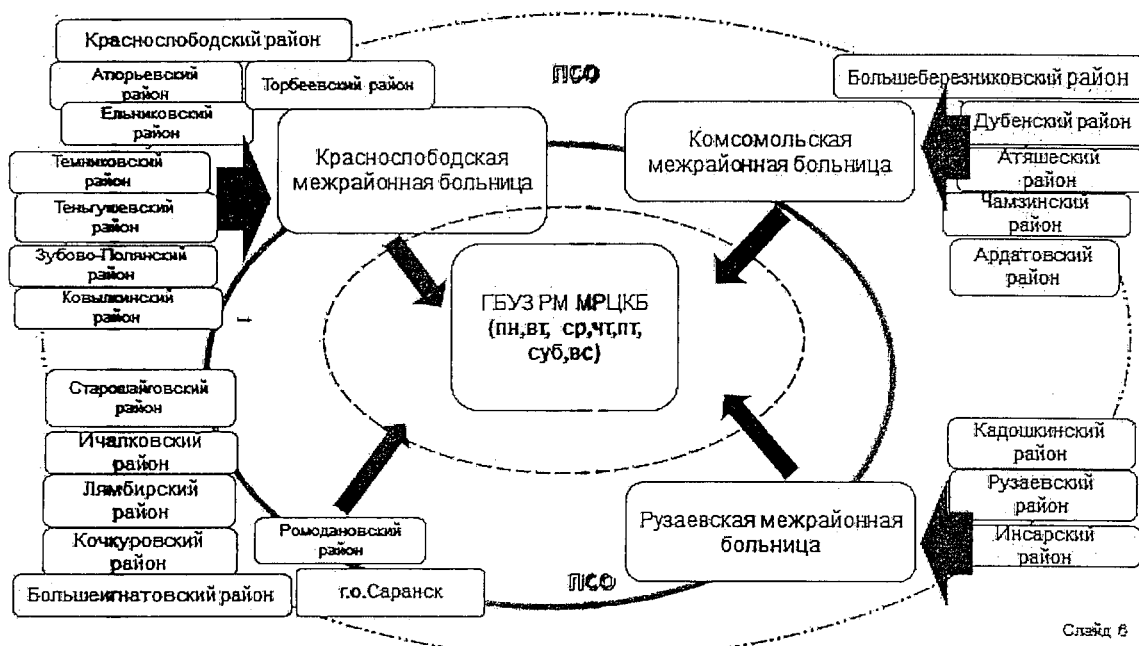 Краснослободский район
Атюрьевский
район
Торбеевский район
Ельниковский
район
Темниковский
район
Теньгушевский
район
Зубово-Полянский
район
Ковылкинский
район
1
Краснослободская
межрайонная больница
ПСО
Комсомольская
межрайонная больница
Большеберезниковский район
Дубенский район
Атяшеский
район
Чамзинский
район
Ардатовский
район
ГБУЗ РМ МРЦКБ
(пн,вт, ср,чт,пт,
суб,вс)
Старошайговский
район
Ичалковский
район
Лямбирский
район
Кочкуровский
район
Большеигнатовский район
Ромодановский
район
г.о.Саранск
ПСО
Рузаевская межрайонная
больница
Кадошкинский
район
Рузаевский
район
Инсарский
район
Слайд 6